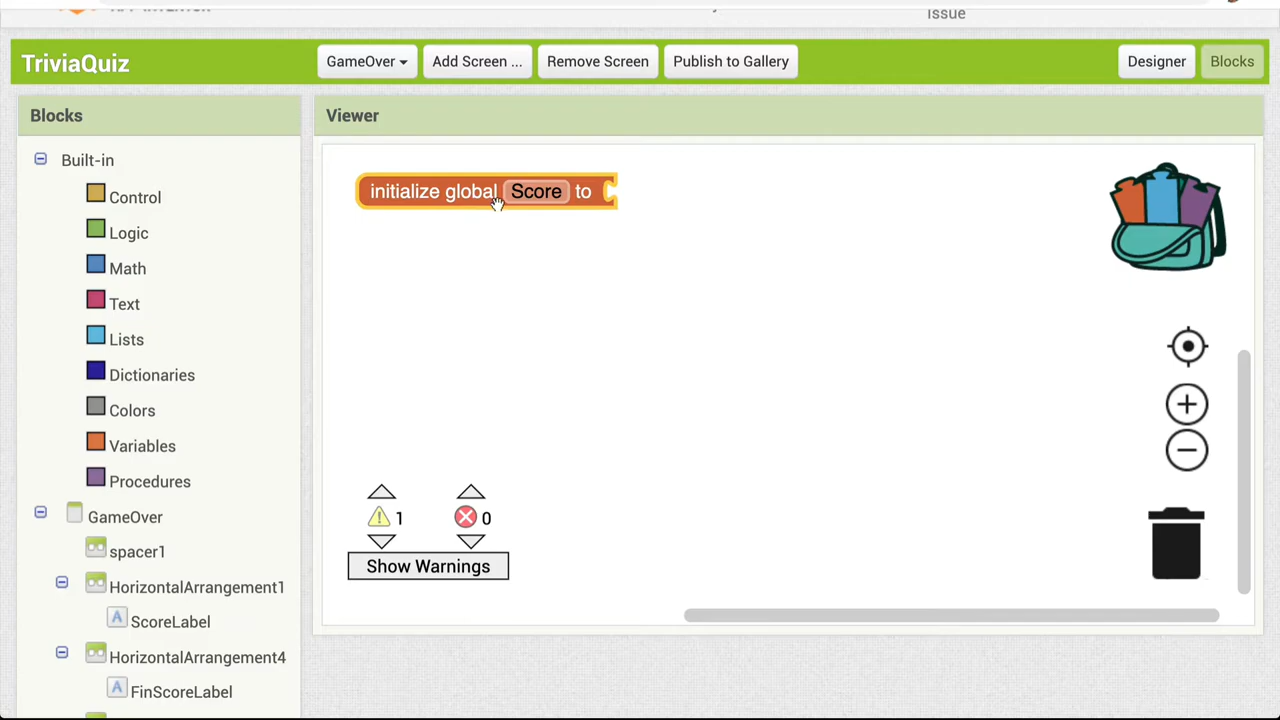 Issue
TriviaQuiz
GameOver
Add Screen ...
Remove Screen
Publish to Gallery
Designer
Blocks
Blocks
Viewer
Built-in
Control
Logic
Math
Text
Lists
Dictionaries
Colors
Variables
Procedures
GameOver
spacer1
HorizontalArrangement1
A ScoreLabel
HorizontalArrangement4
A FinScoreLabel
initialize global Score to
1
0
Show Warnings